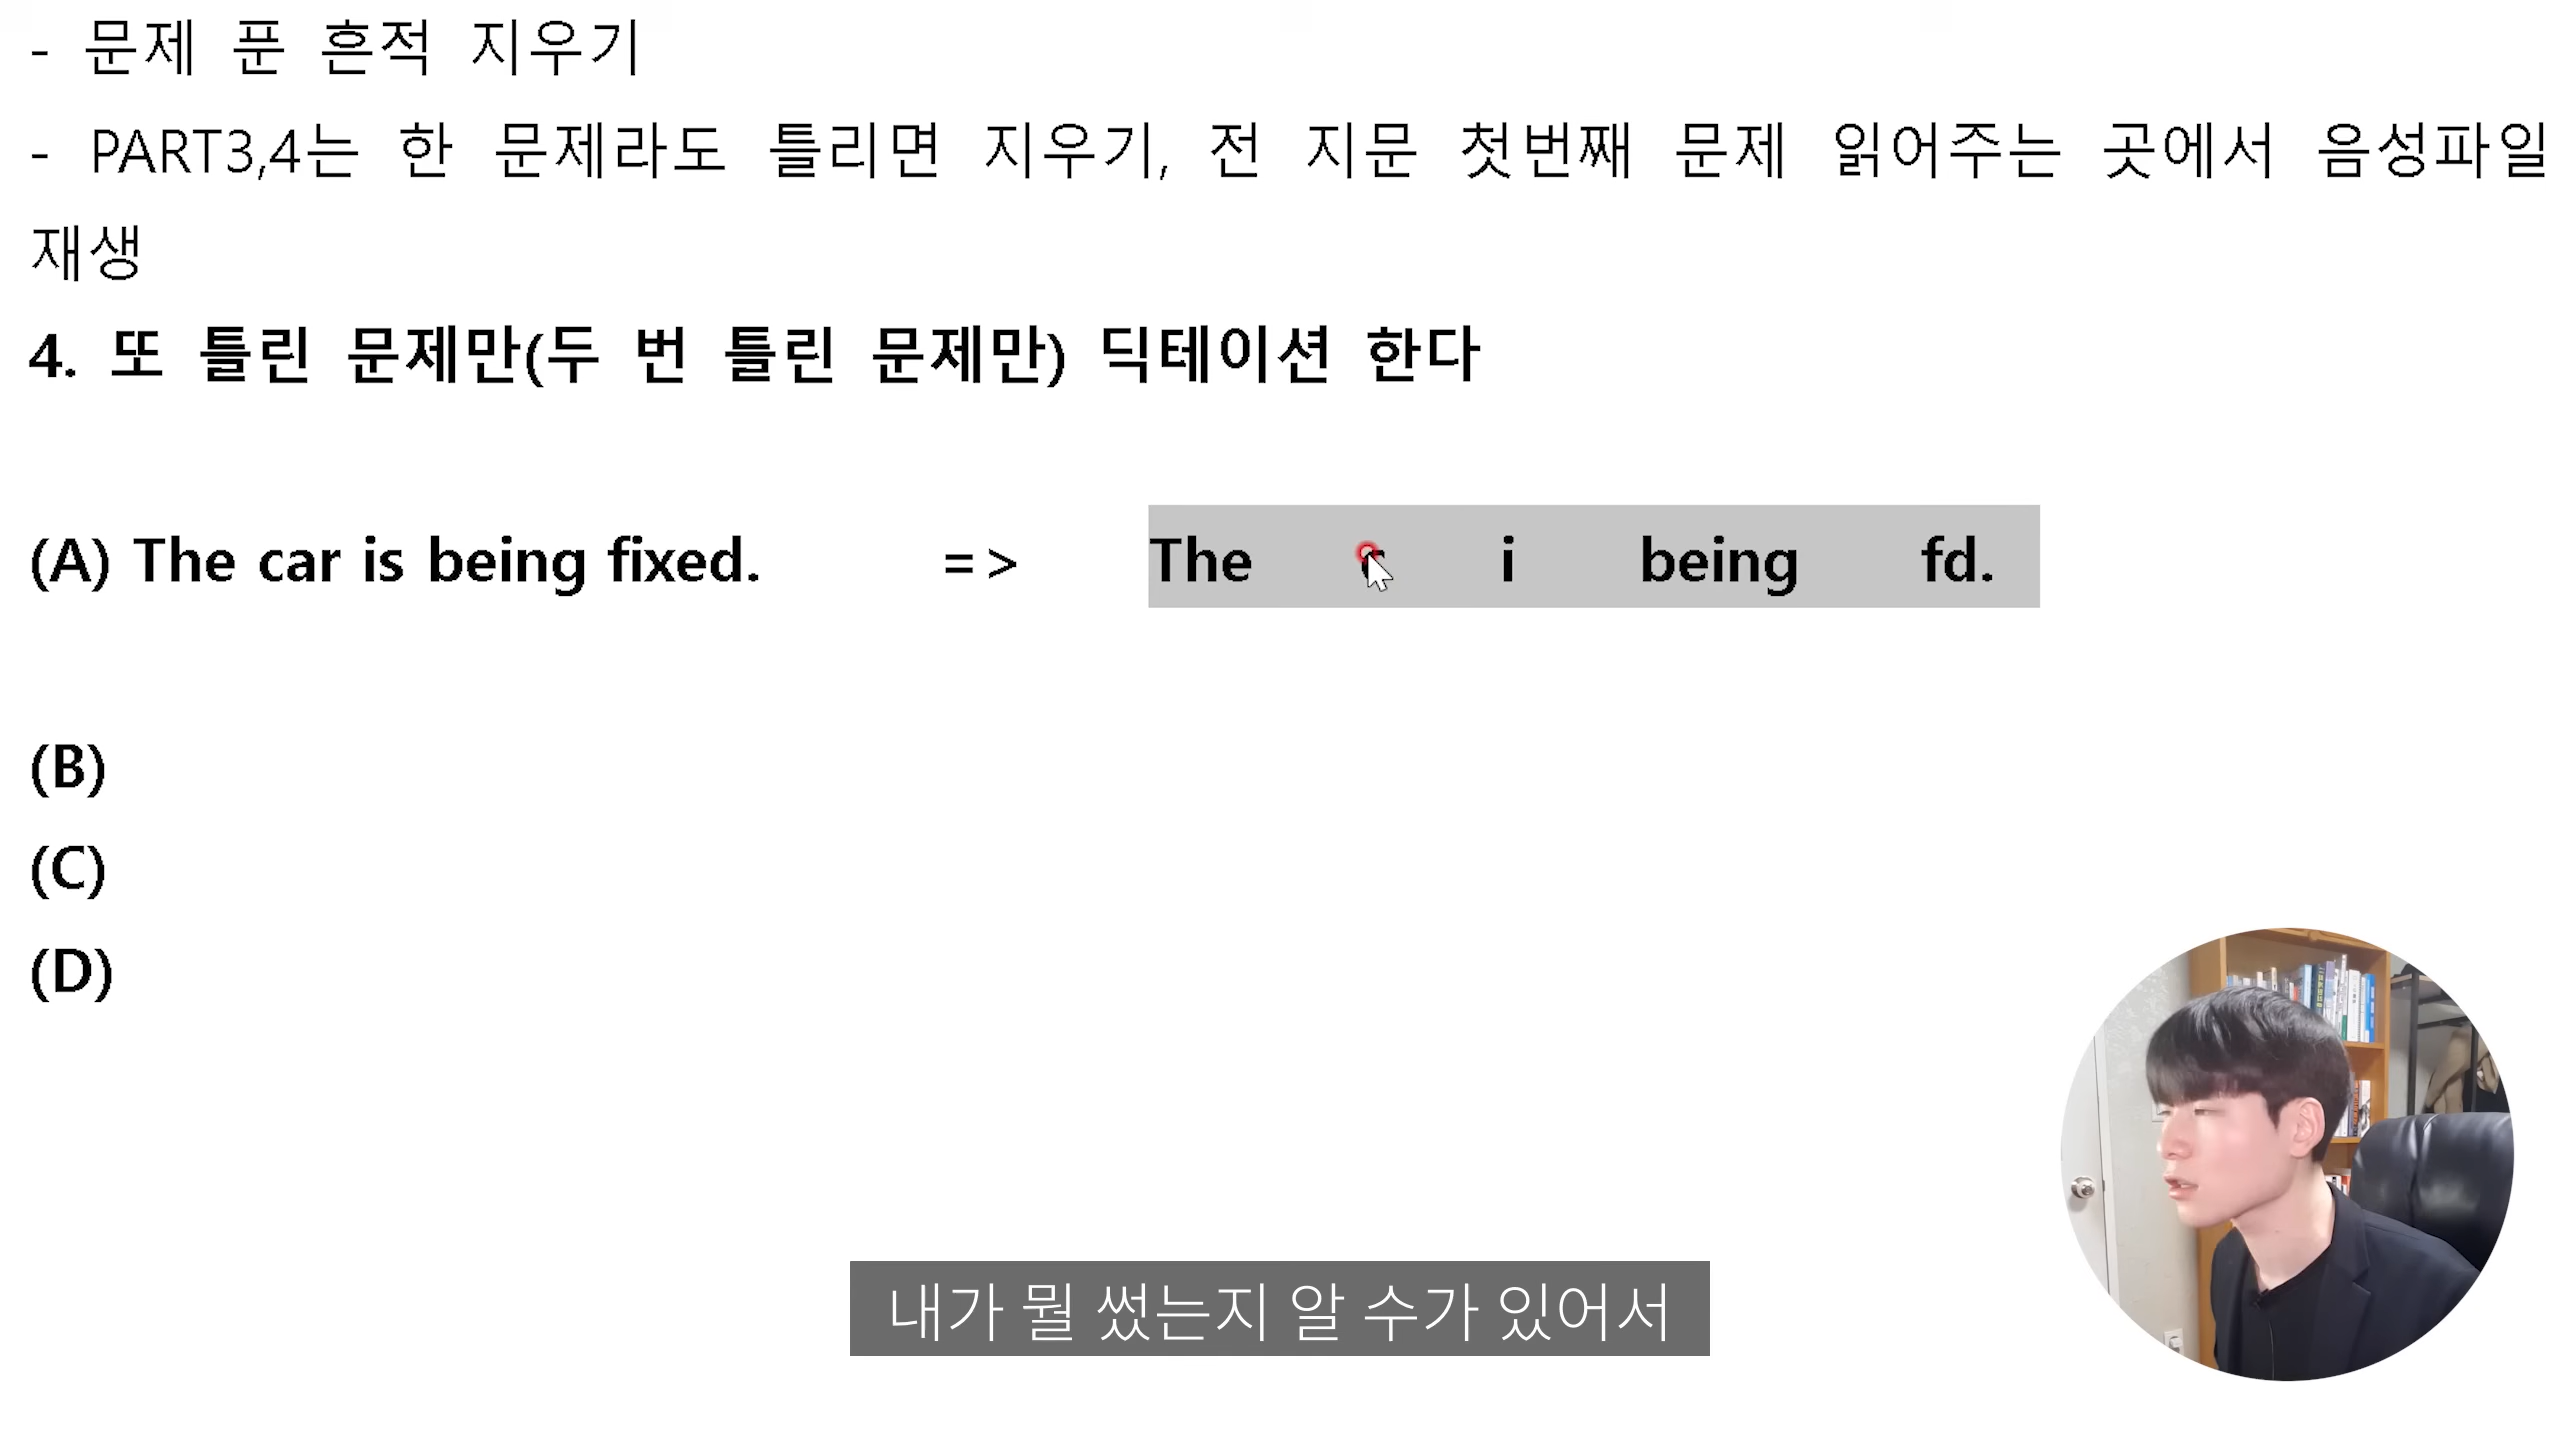 - 문제 푼 흔적 지우기
- PART3,4는 한 문제라도 틀리면 지우기, 전 지문 첫번째 문제 읽어주는 곳에서 음성파일
재생
4. 또 틀린 문제만(두 번 틀린 문제만) 딕테이션 한다
(A) The car is being fixed. => The c i being fd.
(B)
(C)
(D)
내가 뭘 썼는지 알 수가 있어서